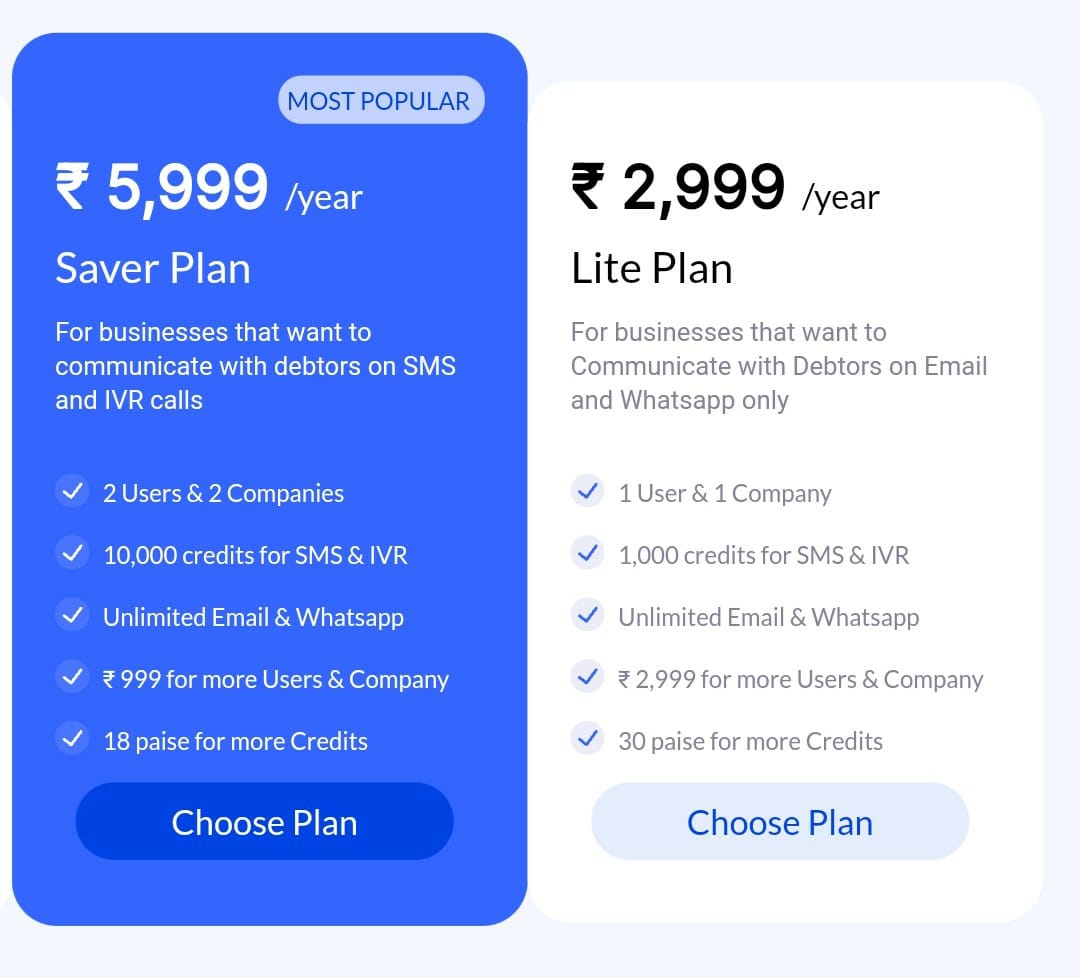 MOST POPULAR
₹ 5,999 /year
Saver Plan
For businesses that want to
communicate with debtors on SMS
and IVR calls
2 Users & 2 Companies
10,000 credits for SMS & IVR
Unlimited Email & Whatsapp
₹ 999 for more Users & Company
18 paise for more Credits
Choose Plan
₹ 2,999 /year
Lite Plan
For businesses that want to
Communicate with Debtors on Email
and Whatsapp only
1 User & 1 Company
1,000 credits for SMS & IVR
Unlimited Email & Whatsapp
₹ 2,999 for more Users & Company
30 paise for more Credits
Choose Plan